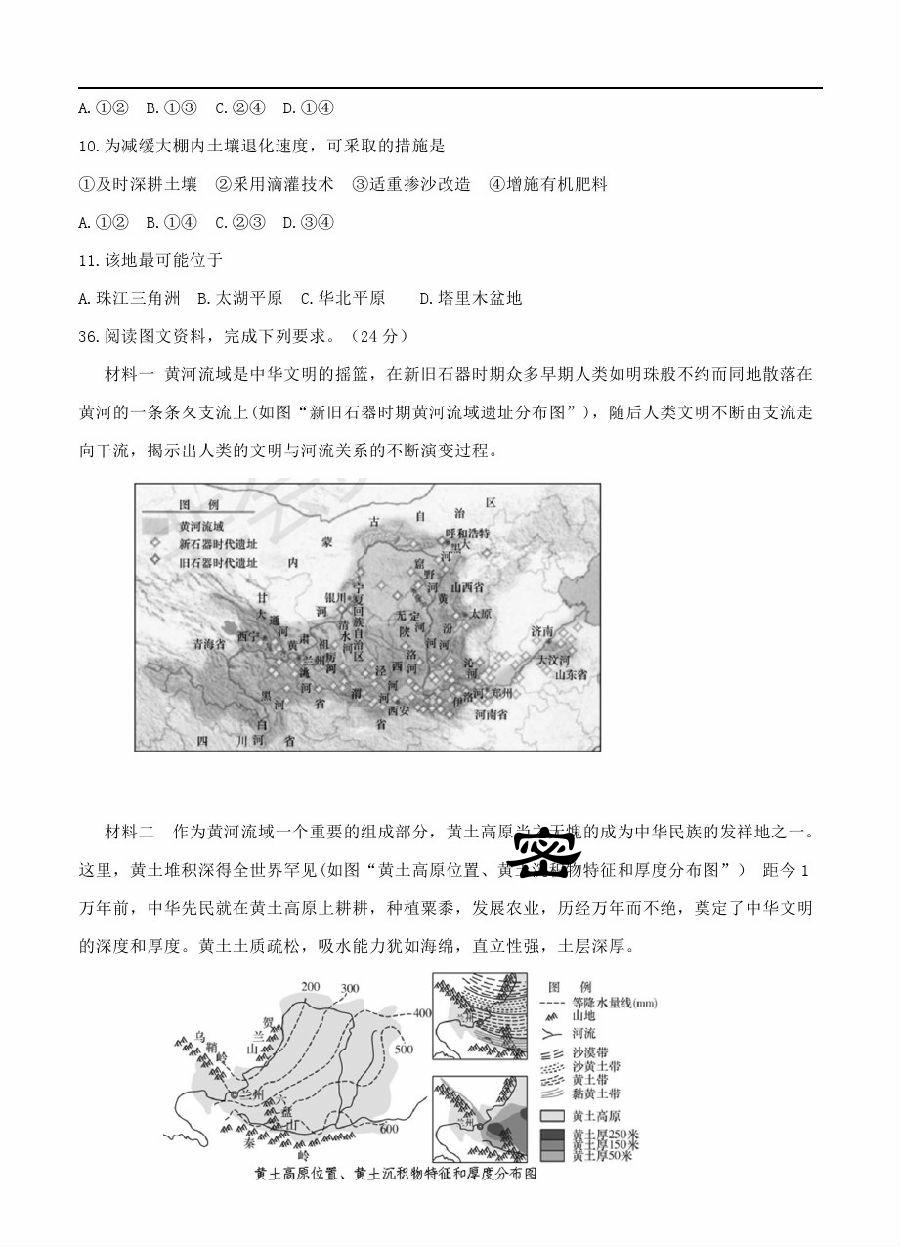 A.①② B.①③ C.②④ D.①④
10.为减缓大棚内土壤退化速度，可采取的措施是
①及时深耕土壤 ②采用滴灌技术 ③适重掺沙改造 ④增施有机肥料
A.①② B.①④ C.②③ D.③④
11.该地最可能位于
A.珠江三角洲 B.太湖平原 C.华北平原 D.塔里木盆地
36.阅读图文资料，完成下列要求。（24分）
材料一 黄河流域是中华文明的摇篮，在新旧石器时期众多早期人类如明珠般不约而同地散落在
黄河的一条条久支流上(如图“新旧石器时期黄河流域遗址分布图”)，随后人类文明不断由支流走
向干流，揭示出人类的文明与河流关系的不断演变过程。
图 例
黄河流域
新石器时代遗址
旧石器时代遗址
内 蒙 古 自 治 区
呼和浩特
大黑河
窟野河
山西省
黄河
银川
宁夏回族自治区
清水河
无定河
汾河
太原
甘肃省
大通河
西宁
青海省
黄河
兰州
祖厉河
洮河
陕西省
洛河
泾河
渭河
西安
沁河
伊洛河
郑州
河南省
济南
大汶河
山东省
黑河
白河
四 川 省
材料二 作为黄河流域一个重要的组成部分，黄土高原当之无愧的成为中华民族的发祥地之一。
密
这里，黄土堆积深得全世界罕见(如图“黄土高原位置、黄土沉积物特征和厚度分布图”) 距今1
万年前，中华先民就在黄土高原上耕耕，种植粟黍，发展农业，历经万年而不绝，奠定了中华文明
的深度和厚度。黄土土质疏松，吸水能力犹如海绵，直立性强，土层深厚。
200
300
400
500
600
乌鞘岭
贺兰山
兰州
六盘山
秦 岭
兰州
兰州
图 例
等降水量线(mm)
山地
河流
沙漠带
沙黄土带
黄土带
黏黄土带
黄土高原
黄土厚250米
黄土厚150米
黄土厚50米
黄土高原位置、黄土沉积物特征和厚度分布图